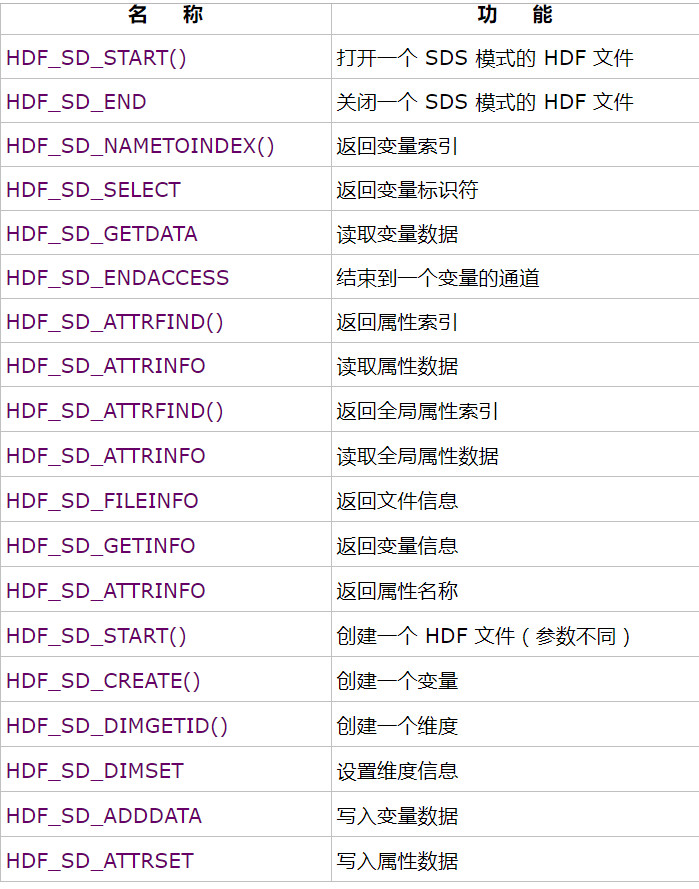 名 称 功 能
HDF_SD_START() 打开一个 SDS 模式的 HDF 文件
HDF_SD_END 关闭一个 SDS 模式的 HDF 文件
HDF_SD_NAMETOINDEX() 返回变量索引
HDF_SD_SELECT 返回变量标识符
HDF_SD_GETDATA 读取变量数据
HDF_SD_ENDACCESS 结束到一个变量的通道
HDF_SD_ATTRFIND() 返回属性索引
HDF_SD_ATTRINFO 读取属性数据
HDF_SD_ATTRFIND() 返回全局属性索引
HDF_SD_ATTRINFO 读取全局属性数据
HDF_SD_FILEINFO 返回文件信息
HDF_SD_GETINFO 返回变量信息
HDF_SD_ATTRINFO 返回属性名称
HDF_SD_START() 创建一个 HDF 文件（参数不同）
HDF_SD_CREATE() 创建一个变量
HDF_SD_DIMGETID() 创建一个维度
HDF_SD_DIMSET 设置维度信息
HDF_SD_ADDDATA 写入变量数据
HDF_SD_ATTRSET 写入属性数据